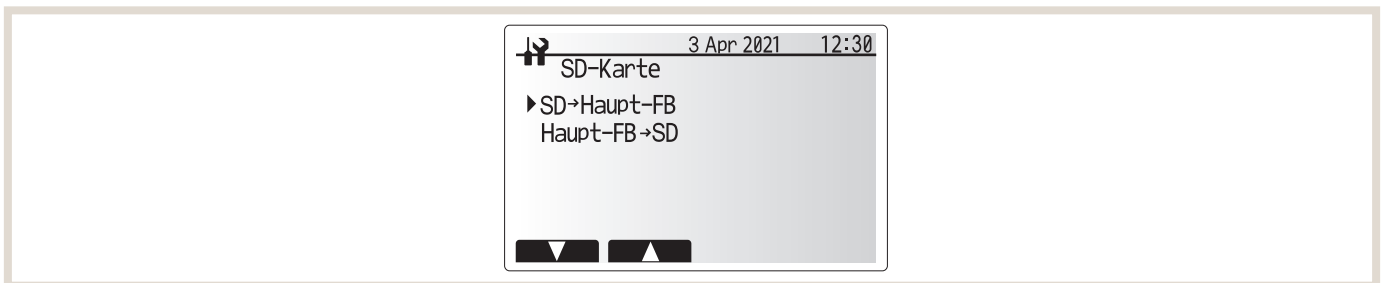 3 Apr 2021 12:30
SD-Karte
SD→Haupt-FB
Haupt-FB→SD